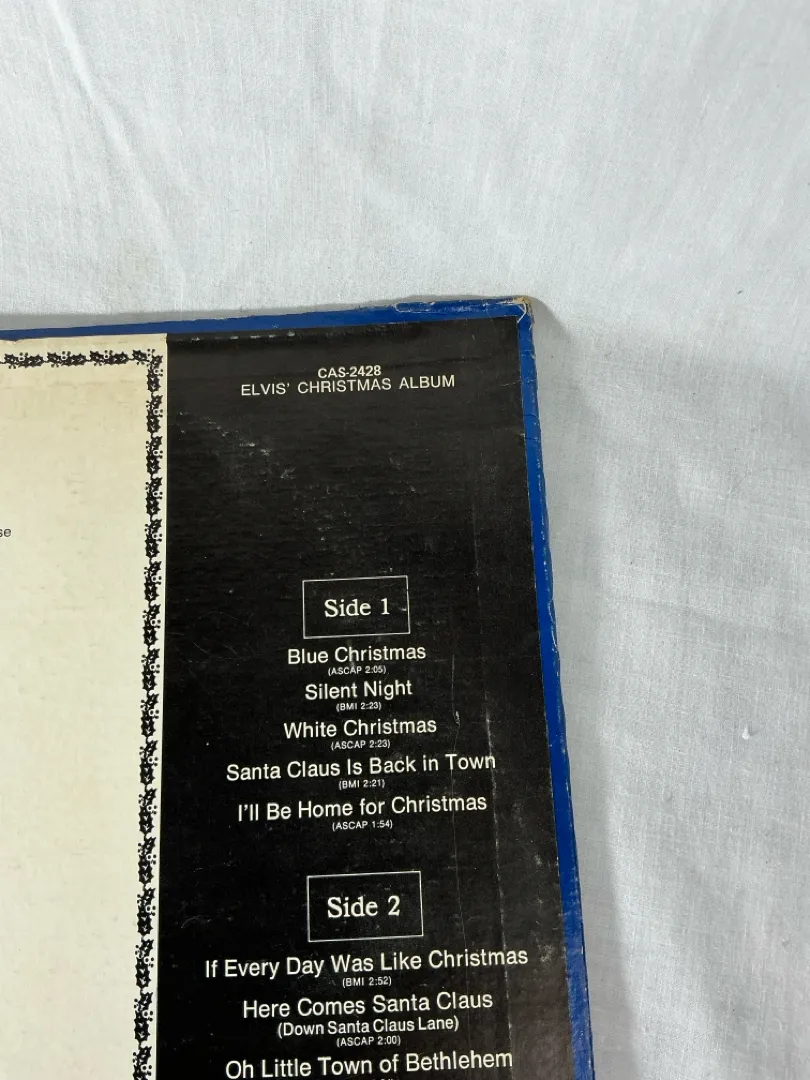 CAS-2428
ELVIS' CHRISTMAS ALBUM
se
Side 1
Blue Christmas
(ASCAP 2:05)
Silent Night
(BMI 2:23)
White Christmas
(ASCAP 2:23)
Santa Claus Is Back in Town
(BMI 2:21)
I'll Be Home for Christmas
(ASCAP 1:54)
Side 2
If Every Day Was Like Christmas
(BMI 2:52)
Here Comes Santa Claus
(Down Santa Claus Lane)
(ASCAP 2:00)
Oh Little Town of Bethlehem